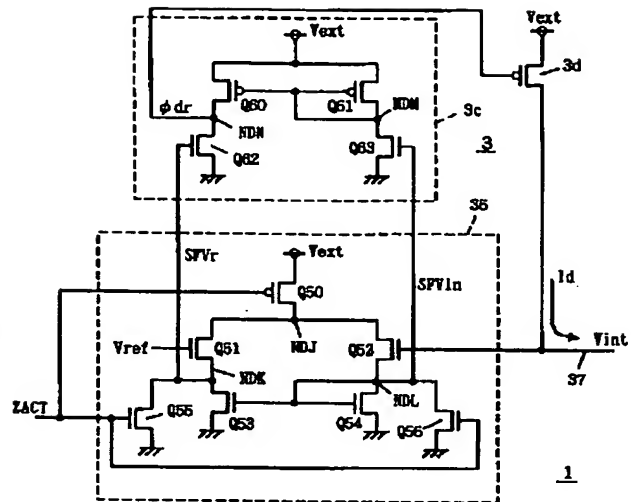 Vext
Vext
3d
Q60
Q61
φdr
NDN
NDM
3c
Q62
Q63
3
35
SFVr
Vext
SFVin
Id
Q50
Vint
Vref
Q51
NDJ
Q52
37
NDK
NDL
ZACT
Q55
Q53
Q54
Q56
1